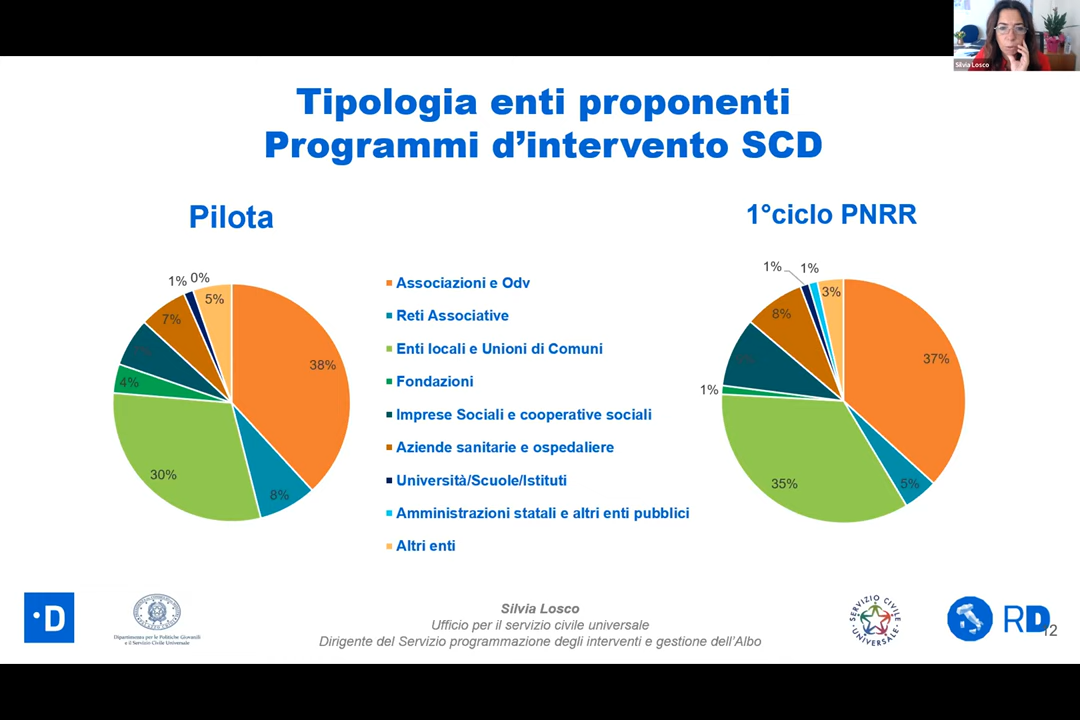 Silvia Losco
Tipologia enti proponenti
Programmi d'intervento SCD
Pilota
1°ciclo PNRR
1%
0%
5%
7%
4%
38%
30%
8%
Associazioni e Odv
Reti Associative
Enti locali e Unioni di Comuni
Fondazioni
Imprese Sociali e cooperative sociali
Aziende sanitarie e ospedaliere
Università/Scuole/Istituti
Amministrazioni statali e altri enti pubblici
Altri enti
1%
1%
3%
8%
37%
1%
35%
5%
·D
Dipartimento per le Politiche Giovanili
e il Servizio Civile Universale
Silvia Losco
Ufficio per il servizio civile universale
Dirigente del Servizio programmazione degli interventi e gestione dell'Albo
SERVIZIO CIVILE
UNIVERSALE
RD
12